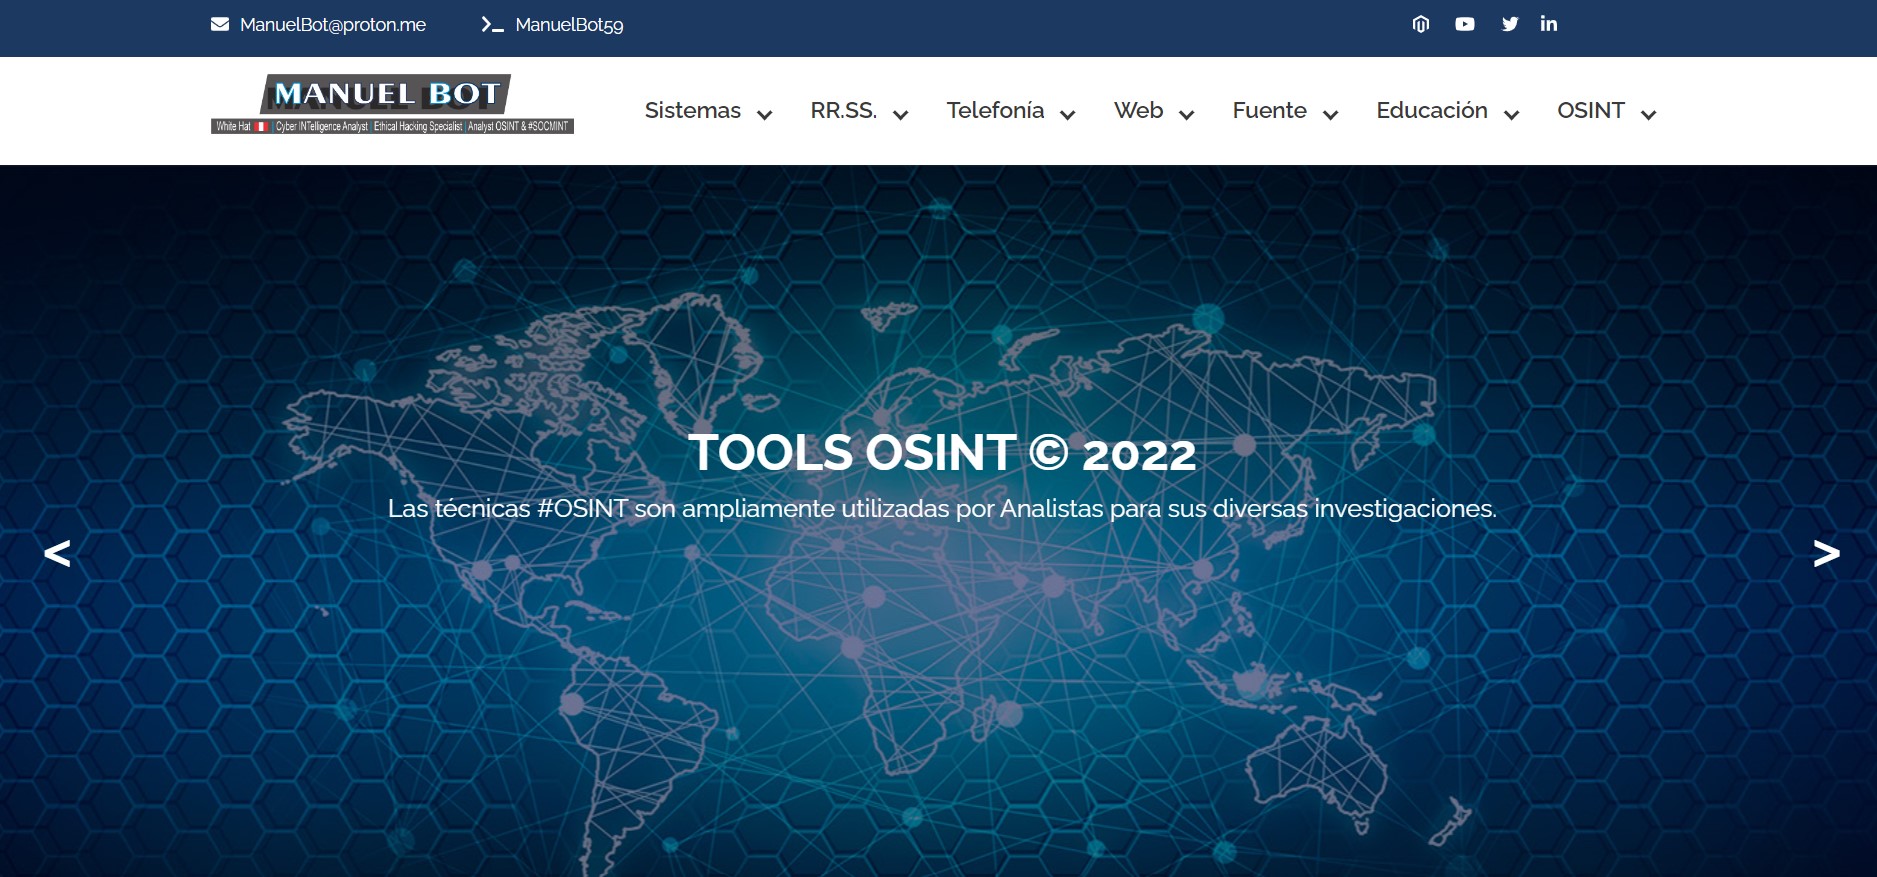 ManuelBot@proton.me ManuelBot59
MANUEL BOT
White Hat | Cyber INTelligence Analyst | Ethical Hacking Specialist | Analyst OSINT & #SOCMINT
Sistemas RR.SS. Telefonía Web Fuente Educación OSINT
TOOLS OSINT © 2022
Las técnicas #OSINT son ampliamente utilizadas por Analistas para sus diversas investigaciones.
< >